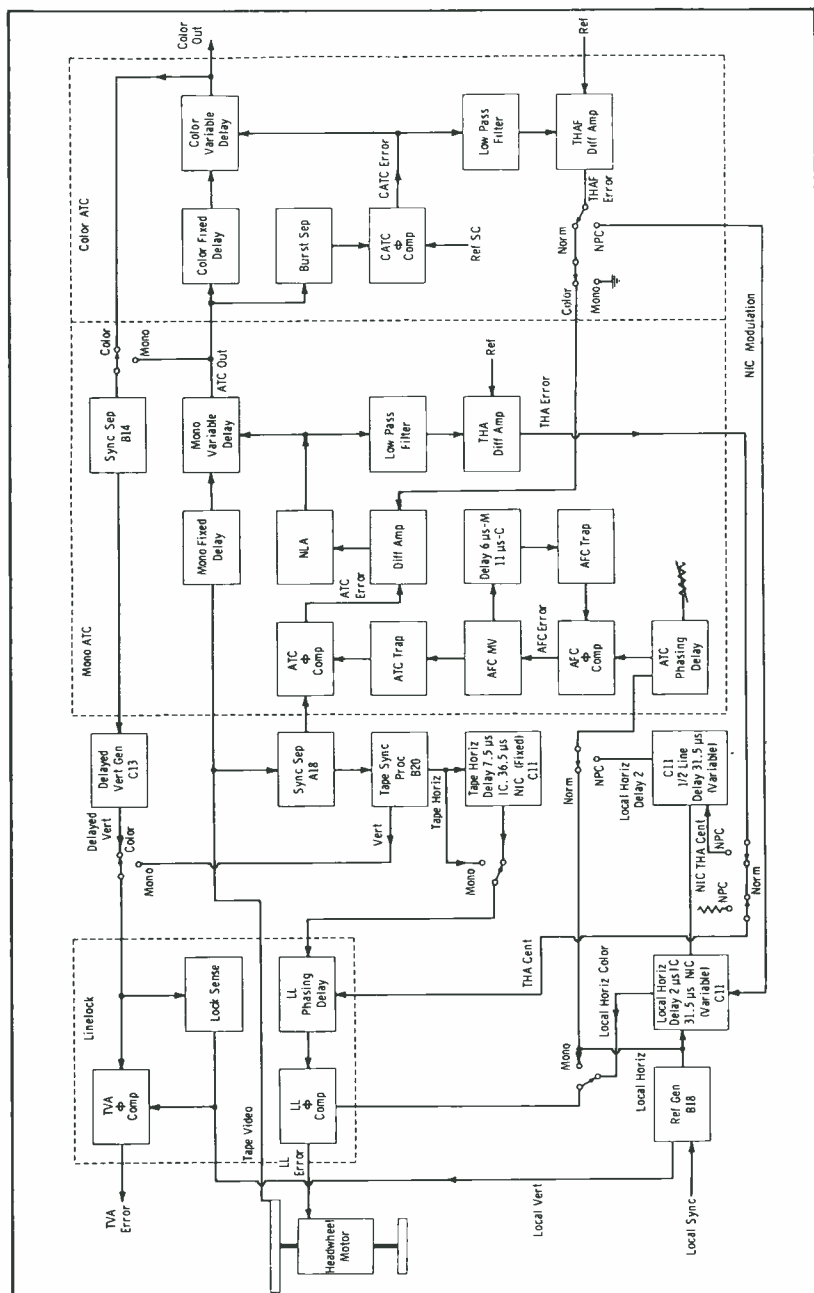 Color Out
Ref
Color ATC
Color
Variable
Delay
Color Fixed
Delay
Burst Sep
CATC
Φ
Comp
CATC Error
Ref SC
Low Pass
Filter
THAF
Diff Amp
THAF
Error
Norm
NPC
Color
Mono
NIC Modulation
Mono ATC
Color
Mono
Sync Sep
B14
ATC Out
Mono
Variable
Delay
Mono Fixed
Delay
NLA
Diff Amp
ATC
Error
Low Pass
Filter
THA
Diff Amp
Ref
THA Error
ATC
Φ
Comp
ATC Trap
AFC MV
Delay 6 μs-M
11 μs-C
AFC Trap
AFC Error
AFC
Φ
Comp
ATC
Phasing
Delay
Delayed
Vert Gen
C13
Delayed
Vert
Color
Mono
Sync Sep
A18
Tape Sync
Proc
B20
Vert
Tape Horiz
Tape Horiz
Delay 7.5 μs
IC. 36.5 μs
NIC (Fixed)
C11
Mono
Norm
NPC
Local Horiz
Delay 2
C11
1/2 Line
Delay 31.5 μs
(Variable)
NIC THA Cent
NPC
NPC
Norm
Linelock
TVA
Φ
Comp
Lock Sense
TVA
Error
Tape Video
LL
Phasing
Delay
LL
Φ
Comp
LL
Error
Headwheel
Motor
THA Cent
Local Horiz Color
Mono
Local Horiz
Delay 2 μs IC
31.5 μs NIC
(Variable)
C11
Local Horiz
Ref Gen
B18
Local Vert
Local Sync